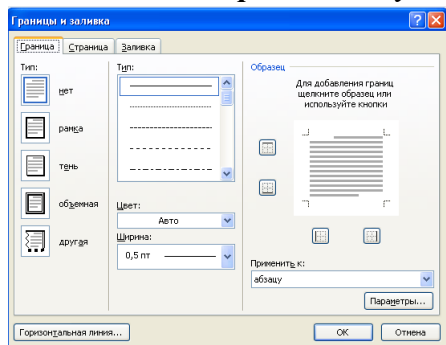 Границы и заливка
Граница
Страница
Заливка
Тип:
нет
рамка
тень
объемная
другая
Тип:
Цвет:
Авто
Ширина:
0,5 пт
Образец
Для добавления границ
щелкните образец или
используйте кнопки
Применить к:
абзацу
Параметры...
Горизонтальная линия...
ОК
Отмена